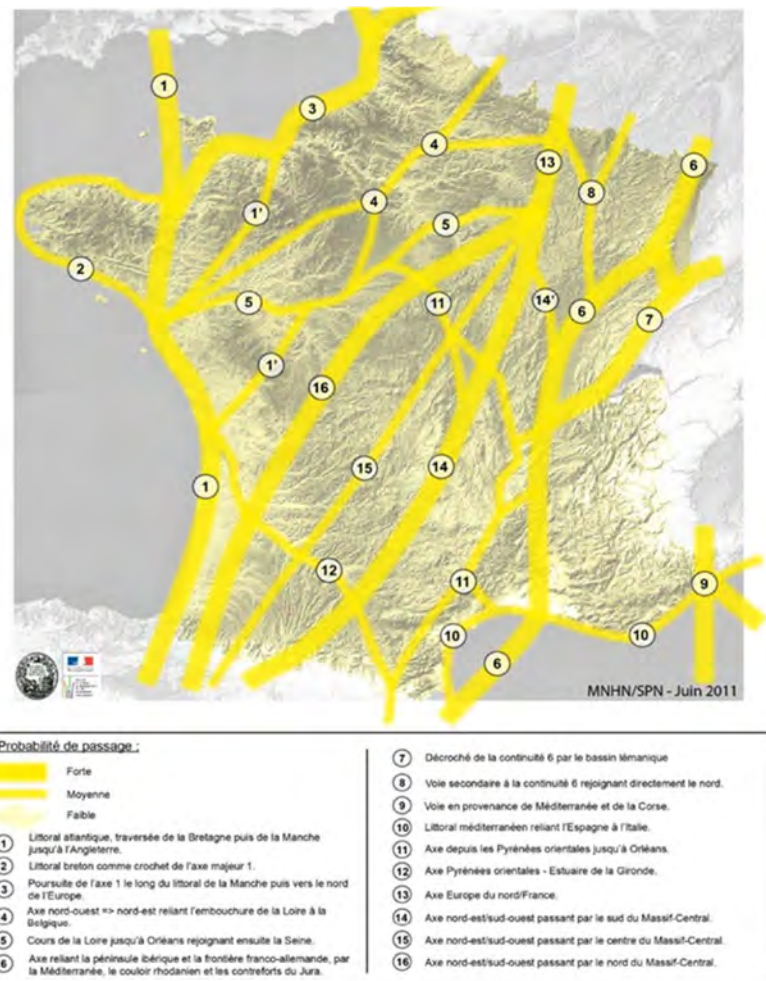 1
3
4
13
6
8
1'
4
5
2
5
11
14'
6
7
1'
16
15
14
1
12
11
9
10
10
6
MNHN/SPN - Juin 2011
Probabilité de passage :
Forte
Moyenne
Faible
1 Littoral atlantique, traversée de la Bretagne puis de la Manche
jusqu'à l'Angleterre.
2 Littoral breton comme crochet de l'axe majeur 1.
3 Poursuite de l'axe 1 le long du littoral de la Manche puis vers le nord
de l'Europe.
4 Axe nord-ouest => nord-est reliant l'embouchure de la Loire à la
Belgique.
5 Cours de la Loire jusqu'à Orléans rejoignant ensuite la Seine.
6 Axe reliant la péninsule ibérique et la frontière franco-allemande, par
la Méditerranée, le couloir rhodanien et les contreforts du Jura.
7 Décroché de la continuité 6 par le bassin lémanique
8 Voie secondaire à la continuité 6 rejoignant directement le nord.
9 Voie en provenance de Méditerranée et de la Corse.
10 Littoral méditerranéen reliant l'Espagne à l'Italie.
11 Axe depuis les Pyrénées orientales jusqu'à Orléans.
12 Axe Pyrénées orientales - Estuaire de la Gironde.
13 Axe Europe du nord/France.
14 Axe nord-est/sud-ouest passant par le sud du Massif-Central.
15 Axe nord-est/sud-ouest passant par le centre du Massif-Central.
16 Axe nord-est/sud-ouest passant par le nord du Massif-Central.